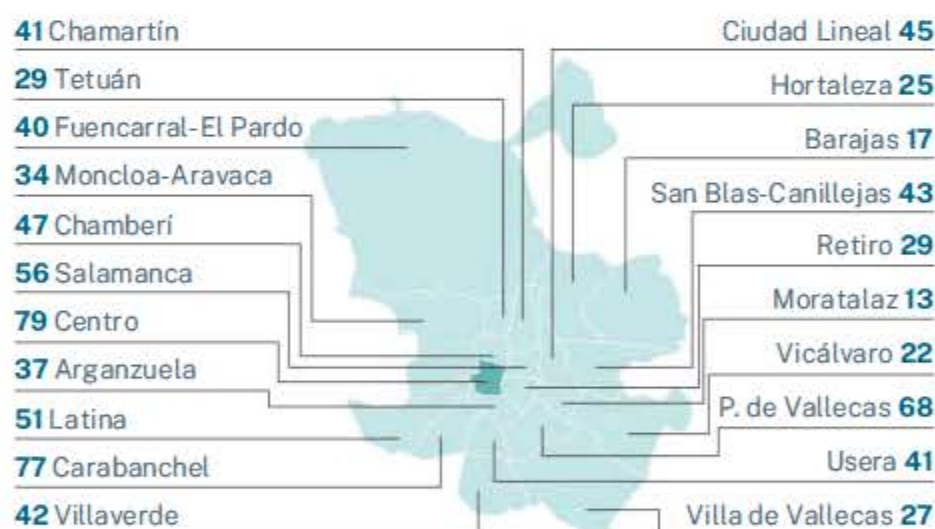 41 Chamartín
29 Tetuán
40 Fuencarral-El Pardo
34 Moncloa-Aravaca
47 Chamberí
56 Salamanca
79 Centro
37 Arganzuela
51 Latina
77 Carabanchel
42 Villaverde
Ciudad Lineal 45
Hortaleza 25
Barajas 17
San Blas-Canillejas 43
Retiro 29
Moratalaz 13
Vicálvaro 22
P. de Vallecas 68
Usera 41
Villa de Vallecas 27